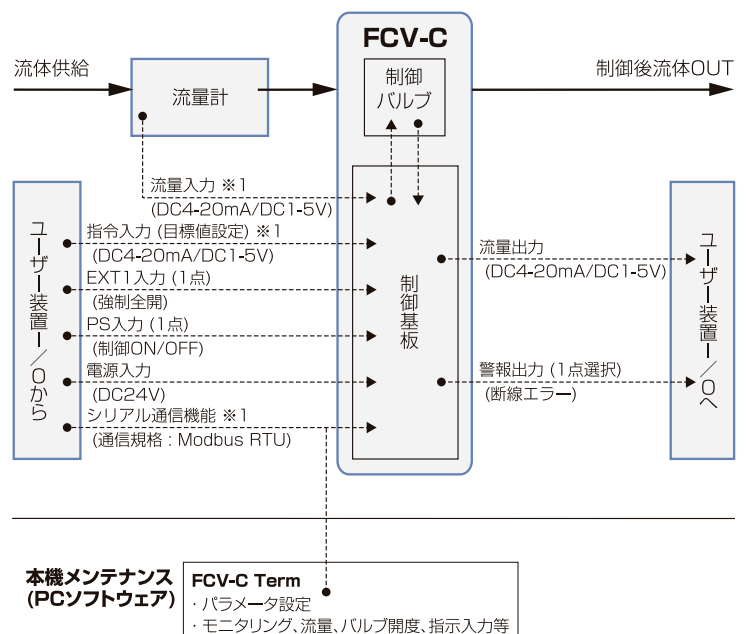 FCV-C
流体供給
制御後流体OUT
流量計
制御
バルブ
流量入力 ※1
(DC4-20mA/DC1-5V)
ユーザー装置I/Oから
指令入力 (目標値設定) ※1
(DC4-20mA/DC1-5V)
EXT1入力 (1点)
(強制全開)
PS入力 (1点)
(制御ON/OFF)
電源入力
(DC24V)
シリアル通信機能 ※1
(通信規格 : Modbus RTU)
制御基板
流量出力
(DC4-20mA/DC1-5V)
警報出力 (1点選択)
(断線エラー)
ユーザー装置I/Oへ
本機メンテナンス
(PCソフトウェア)
FCV-C Term
・パラメータ設定
・モニタリング、流量、バルブ開度、指示入力等